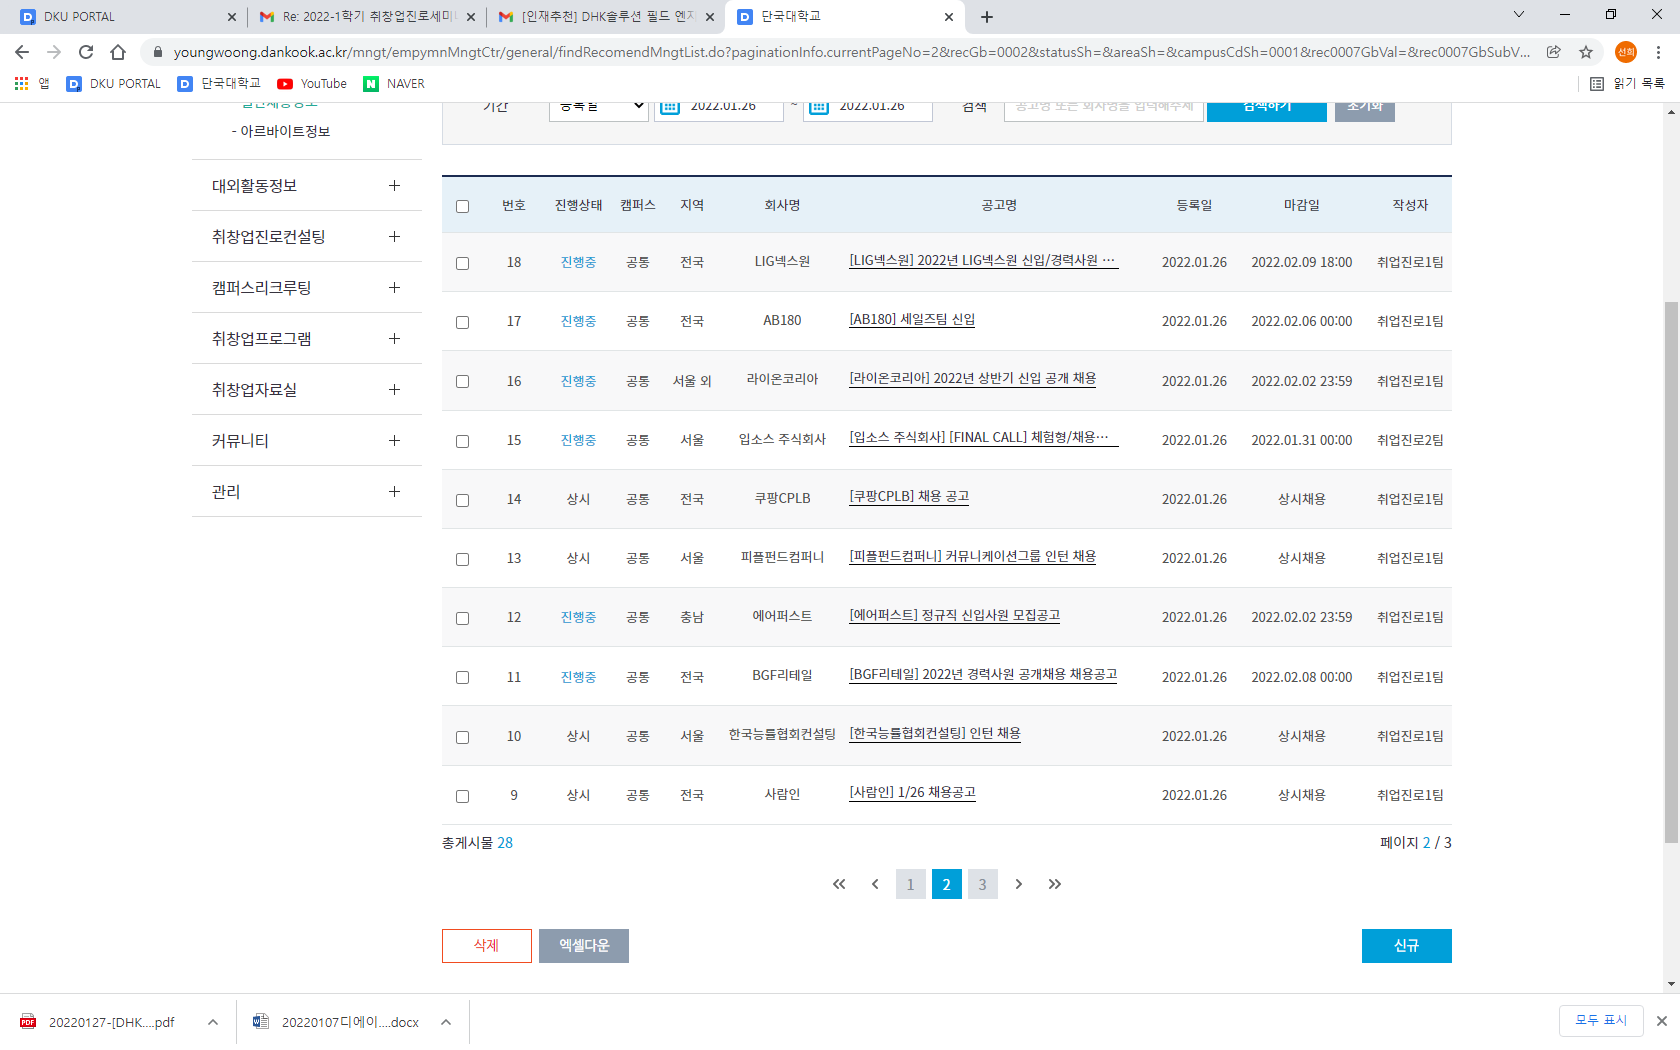 DKU PORTAL
Re: 2022-1학기 취창업진로세미
[인재추천] DHK솔루션 필드 엔지
단국대학교
youngwoong.dankook.ac.kr/mngt/empymnMngtCtr/general/findRecomendMngtList.do?paginationInfo.currentPageNo=2&recGb=0002&statusSh=&areaSh=&campusCdSh=0001&rec0007GbVal=&rec0007GbSubV...
선희
앱 DKU PORTAL 단국대학교 YouTube NAVER 읽기 목록
일반채용정보
- 아르바이트정보
대외활동정보
취창업진로컨설팅
캠퍼스리크루팅
취창업프로그램
취창업자료실
커뮤니티
관리
기간 등록일 2022.01.26 ~ 2022.01.26 검색 공고명 또는 회사명을 입력해주세 검색하기 초기화
번호 진행상태 캠퍼스 지역 회사명 공고명 등록일 마감일 작성자
18 진행중 공통 전국 LIG넥스원 [LIG넥스원] 2022년 LIG넥스원 신입/경력사원 ... 2022.01.26 2022.02.09 18:00 취업진로1팀
17 진행중 공통 전국 AB180 [AB180] 세일즈팀 신입 2022.01.26 2022.02.06 00:00 취업진로1팀
16 진행중 공통 서울 외 라이온코리아 [라이온코리아] 2022년 상반기 신입 공개 채용 2022.01.26 2022.02.02 23:59 취업진로1팀
15 진행중 공통 서울 입소스 주식회사 [입소스 주식회사] [FINAL CALL] 체험형/채용... 2022.01.26 2022.01.31 00:00 취업진로2팀
14 상시 공통 전국 쿠팡CPLB [쿠팡CPLB] 채용 공고 2022.01.26 상시채용 취업진로1팀
13 상시 공통 서울 피플펀드컴퍼니 [피플펀드컴퍼니] 커뮤니케이션그룹 인턴 채용 2022.01.26 상시채용 취업진로1팀
12 진행중 공통 충남 에어퍼스트 [에어퍼스트] 정규직 신입사원 모집공고 2022.01.26 2022.02.02 23:59 취업진로1팀
11 진행중 공통 전국 BGF리테일 [BGF리테일] 2022년 경력사원 공개채용 채용공고 2022.01.26 2022.02.08 00:00 취업진로1팀
10 상시 공통 서울 한국능률협회컨설팅 [한국능률협회컨설팅] 인턴 채용 2022.01.26 상시채용 취업진로1팀
9 상시 공통 전국 사람인 [사람인] 1/26 채용공고 2022.01.26 상시채용 취업진로1팀
총게시물 28 페이지 2 / 3
1 2 3
삭제 엑셀다운 신규
20220127-[DHK....pdf 20220107디에이....docx 모두 표시